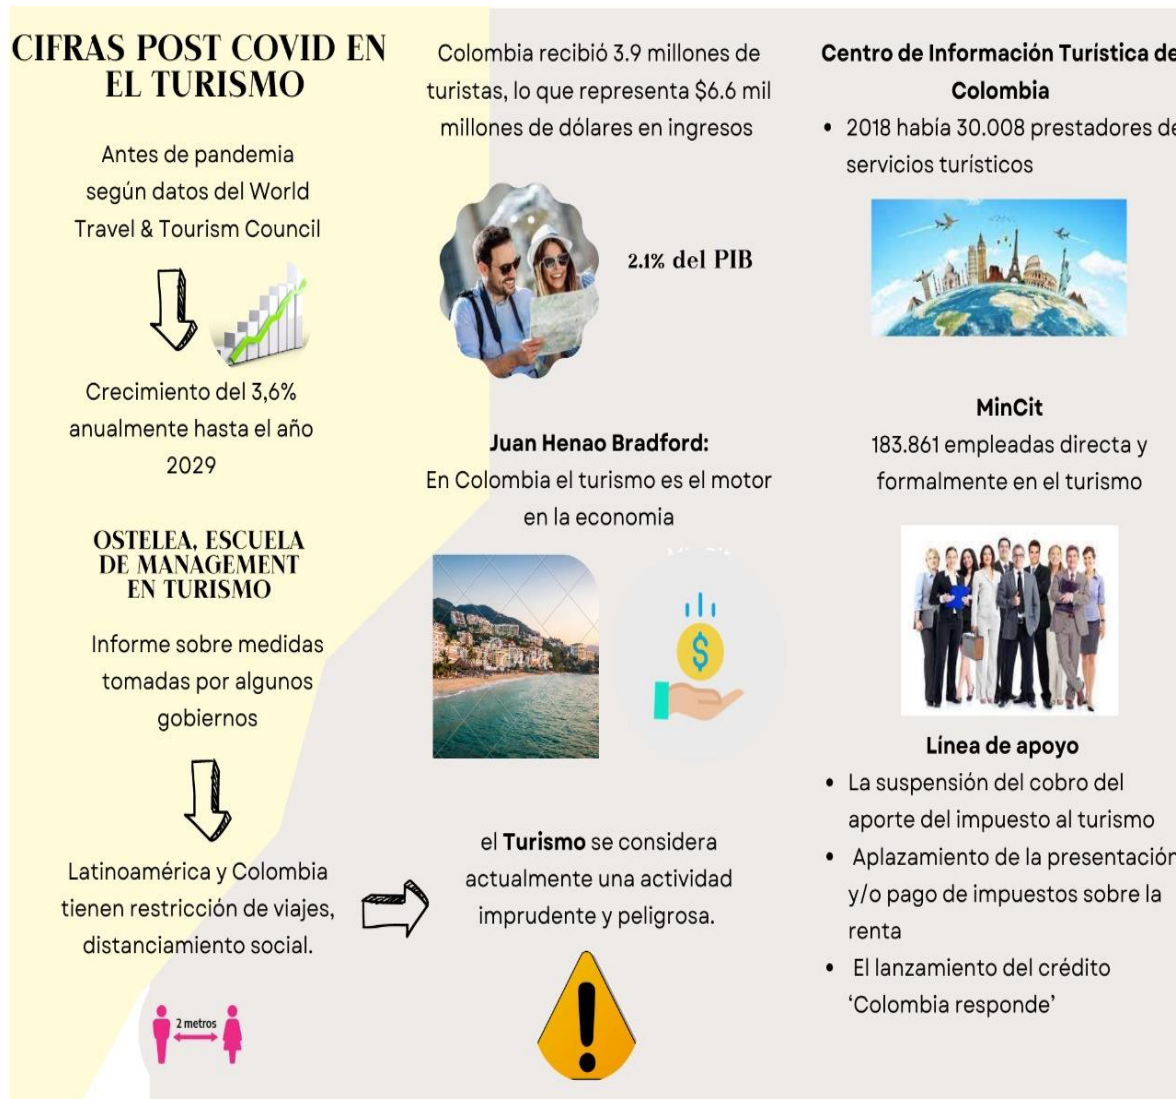 CIFRAS POST COVID EN
EL TURISMO
Antes de pandemia
según datos del World
Travel & Tourism Council
Crecimiento del 3,6%
anualmente hasta el año
2029
OSTELEA, ESCUELA
DE MANAGEMENT
EN TURISMO
Informe sobre medidas
tomadas por algunos
gobiernos
Latinoamérica y Colombia
tienen restricción de viajes,
distanciamiento social.
2 metros
Colombia recibió 3.9 millones de
turistas, lo que representa $6.6 mil
millones de dólares en ingresos
2.1% del PIB
Juan Henao Bradford:
En Colombia el turismo es el motor
en la economia
$
el Turismo se considera
actualmente una actividad
imprudente y peligrosa.
Centro de Información Turística de
Colombia
• 2018 había 30.008 prestadores de
servicios turísticos
MinCit
183.861 empleadas directa y
formalmente en el turismo
Línea de apoyo
• La suspensión del cobro del
aporte del impuesto al turismo
• Aplazamiento de la presentación
y/o pago de impuestos sobre la
renta
• El lanzamiento del crédito
‘Colombia responde’